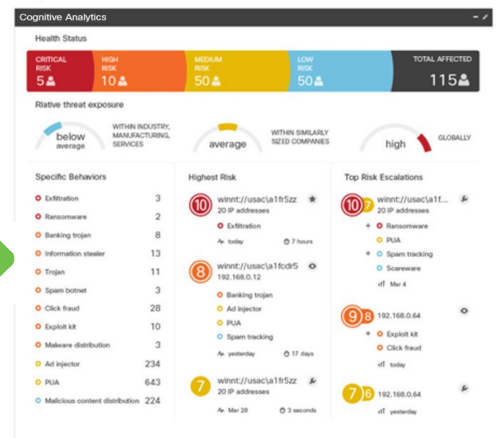 Cognitive Analytics
Health Status
CRITICAL RISK
5
HIGH RISK
10
MEDIUM RISK
50
LOW RISK
50
TOTAL AFFECTED
115
Rlative threat exposure
below average
WITHIN INDUSTRY, MANUFACTURING, SERVICES
average
WITHIN SIMILARLY SIZED COMPANIES
high
GLOBALLY
Specific Behaviors
Exfiltration 3
Ransomware 2
Banking trojan 8
Information stealer 13
Trojan 11
Spam botnet 3
Click fraud 28
Exploit kit 10
Malware distribution 3
Ad injector 234
PUA 643
Malicious content distribution 224
Highest Risk
10 winnt://usac\a1fr5zz
20 IP addresses
Exfiltration
today 7 hours
8 winnt://usac\a1fcdr5
192.168.0.12
Banking trojan
Ad injector
PUA
Spam tracking
yesterday 17 days
7 winnt://usac\a1fr5zz
20 IP addresses
Mar 28 3 seconds
Top Risk Escalations
10 7 winnt://usac\a1f...
20 IP addresses
+ Ransomware
PUA
+ Spam tracking
Scareware
Mar 4
9 8 192.168.0.64
+ Exploit kit
Click fraud
today
7 6 192.168.0.64
yesterday